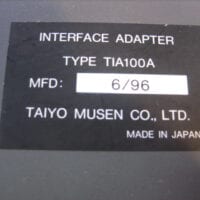 INTERFACE ADAPTER
TYPE TIA100A
MFD: 6/96
TAIYO MUSEN CO., LTD.
MADE IN JAPAN